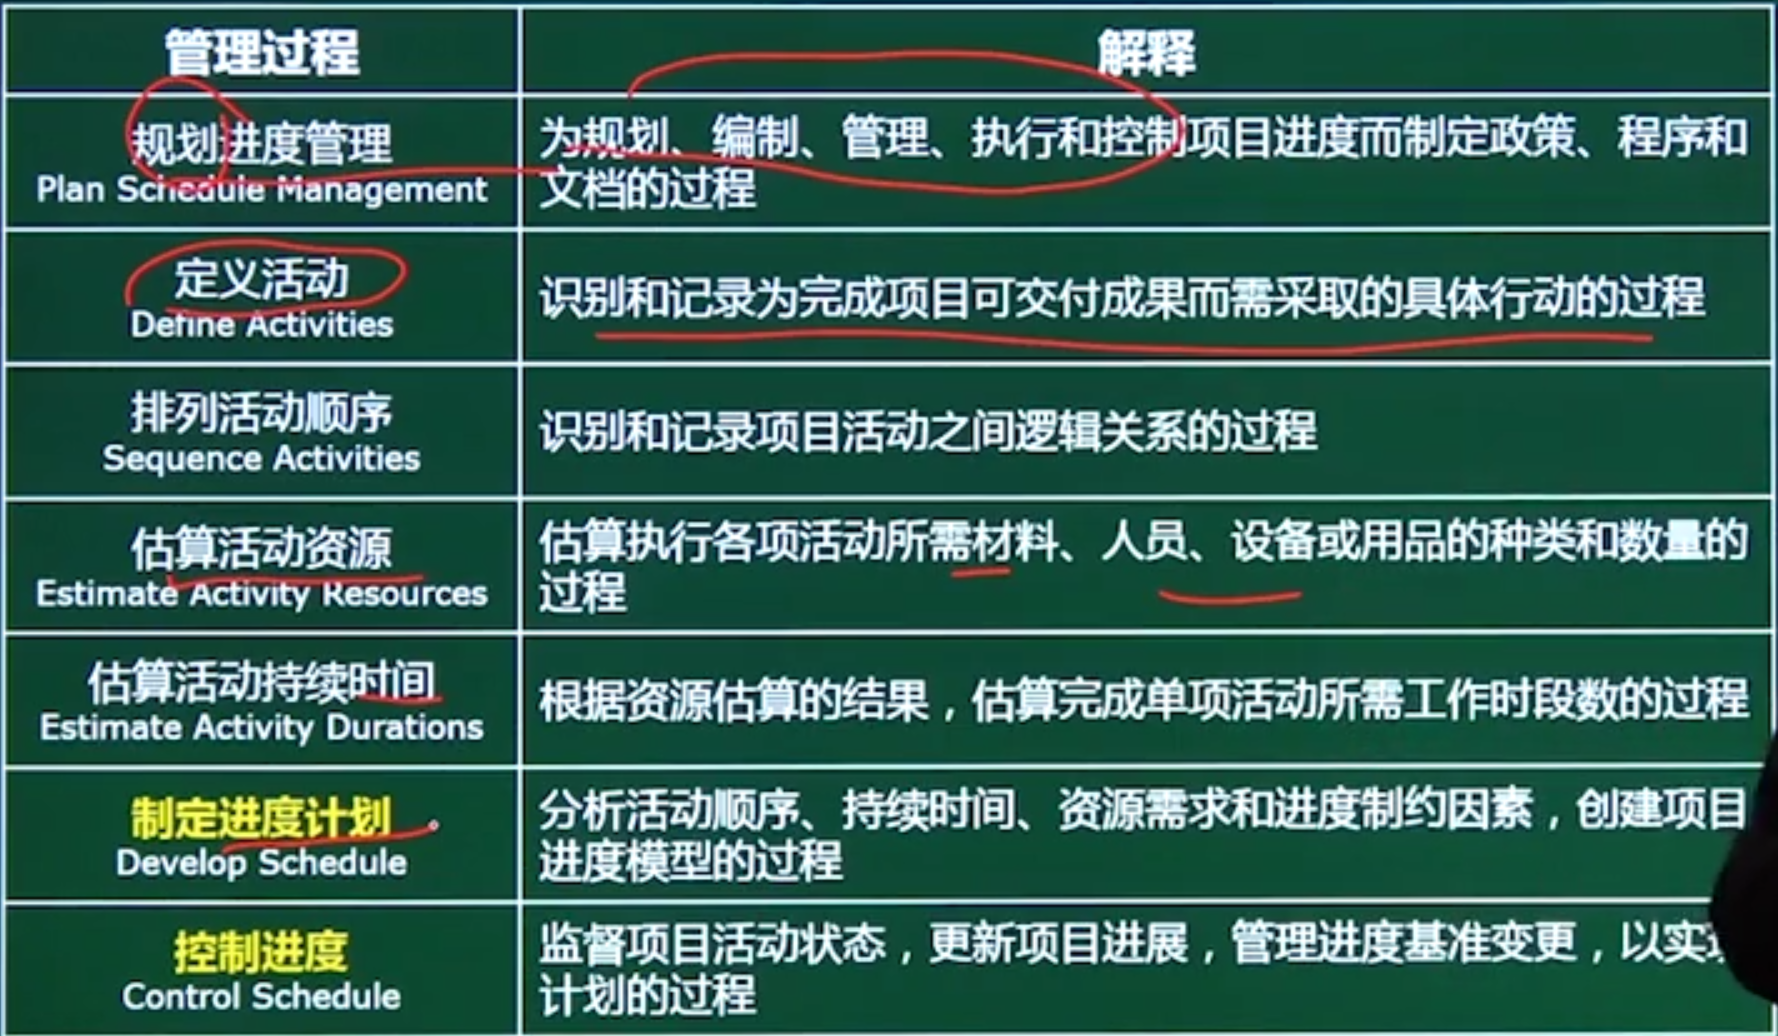 管理过程
解释
规划进度管理
Plan Schedule Management
为规划、编制、管理、执行和控制项目进度而制定政策、程序和
文档的过程
定义活动
Define Activities
识别和记录为完成项目可交付成果而需采取的具体行动的过程
排列活动顺序
Sequence Activities
识别和记录项目活动之间逻辑关系的过程
估算活动资源
Estimate Activity Resources
估算执行各项活动所需材料、人员、设备或用品的种类和数量的
过程
估算活动持续时间
Estimate Activity Durations
根据资源估算的结果，估算完成单项活动所需工作时段数的过程
制定进度计划
Develop Schedule
分析活动顺序、持续时间、资源需求和进度制约因素，创建项目
进度模型的过程
控制进度
Control Schedule
监督项目活动状态，更新项目进展，管理进度基准变更，以实
计划的过程